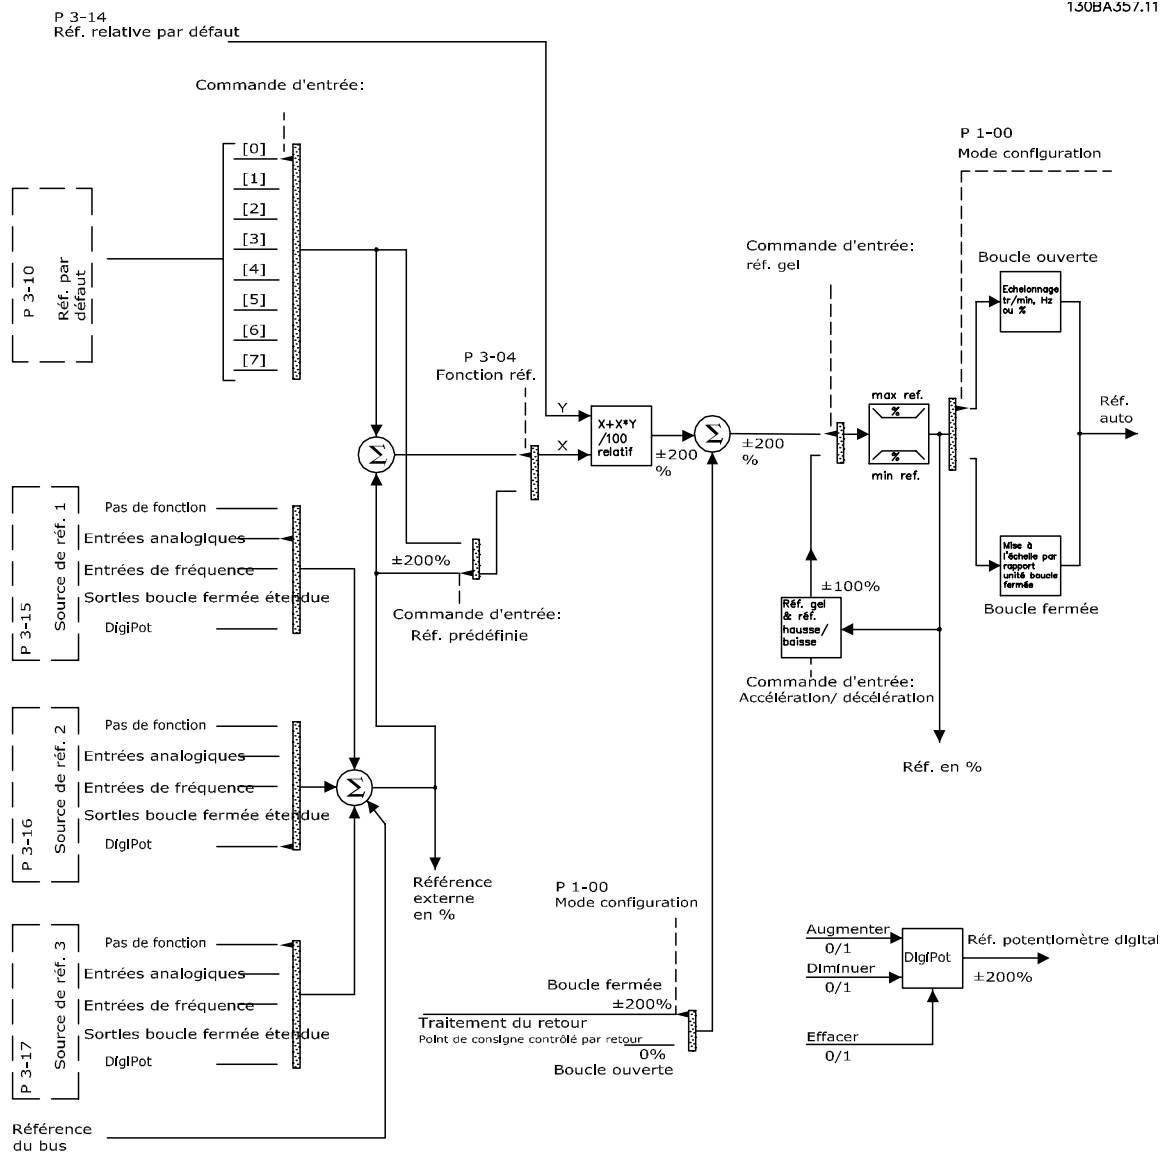 130BA357.11
P 3-14
Réf. relative par défaut
Commande d'entrée:
P 1-00
Mode configuration
[0]
[1]
[2]
[3]
[4]
[5]
[6]
[7]
P 3-10
Réf. par
défaut
Commande d'entrée:
réf. gel
Boucle ouverte
Echelonnage
tr/min, Hz
ou %
P 3-04
Fonction réf.
Y
X
X+X*Y
/100
relatif
±200
%
Σ
±200
%
max ref.
%
%
min ref.
Réf.
auto
Σ
P 3-15
Source de réf. 1
Pas de fonction
Entrées analogiques
Entrées de fréquence
Sorties boucle fermée étendue
DigiPot
±200%
Commande d'entrée:
Réf. prédéfinie
±100%
Réf. gel
& réf.
hausse/
baisse
Commande d'entrée:
Accélération/ décélération
Mise à
l'échelle par
rapport
unité boucle
fermée
Boucle fermée
Réf. en %
P 3-16
Source de réf. 2
Pas de fonction
Entrées analogiques
Entrées de fréquence
Sorties boucle fermée étendue
DigiPot
Σ
Référence
externe
en %
P 1-00
Mode configuration
P 3-17
Source de réf. 3
Pas de fonction
Entrées analogiques
Entrées de fréquence
Sorties boucle fermée étendue
DigiPot
Boucle fermée
±200%
Traitement du retour
Point de consigne contrôlé par retour
0%
Boucle ouverte
Augmenter
0/1
Diminuer
0/1
Effacer
0/1
DigiPot
Réf. potentiomètre digital
±200%
Référence
du bus